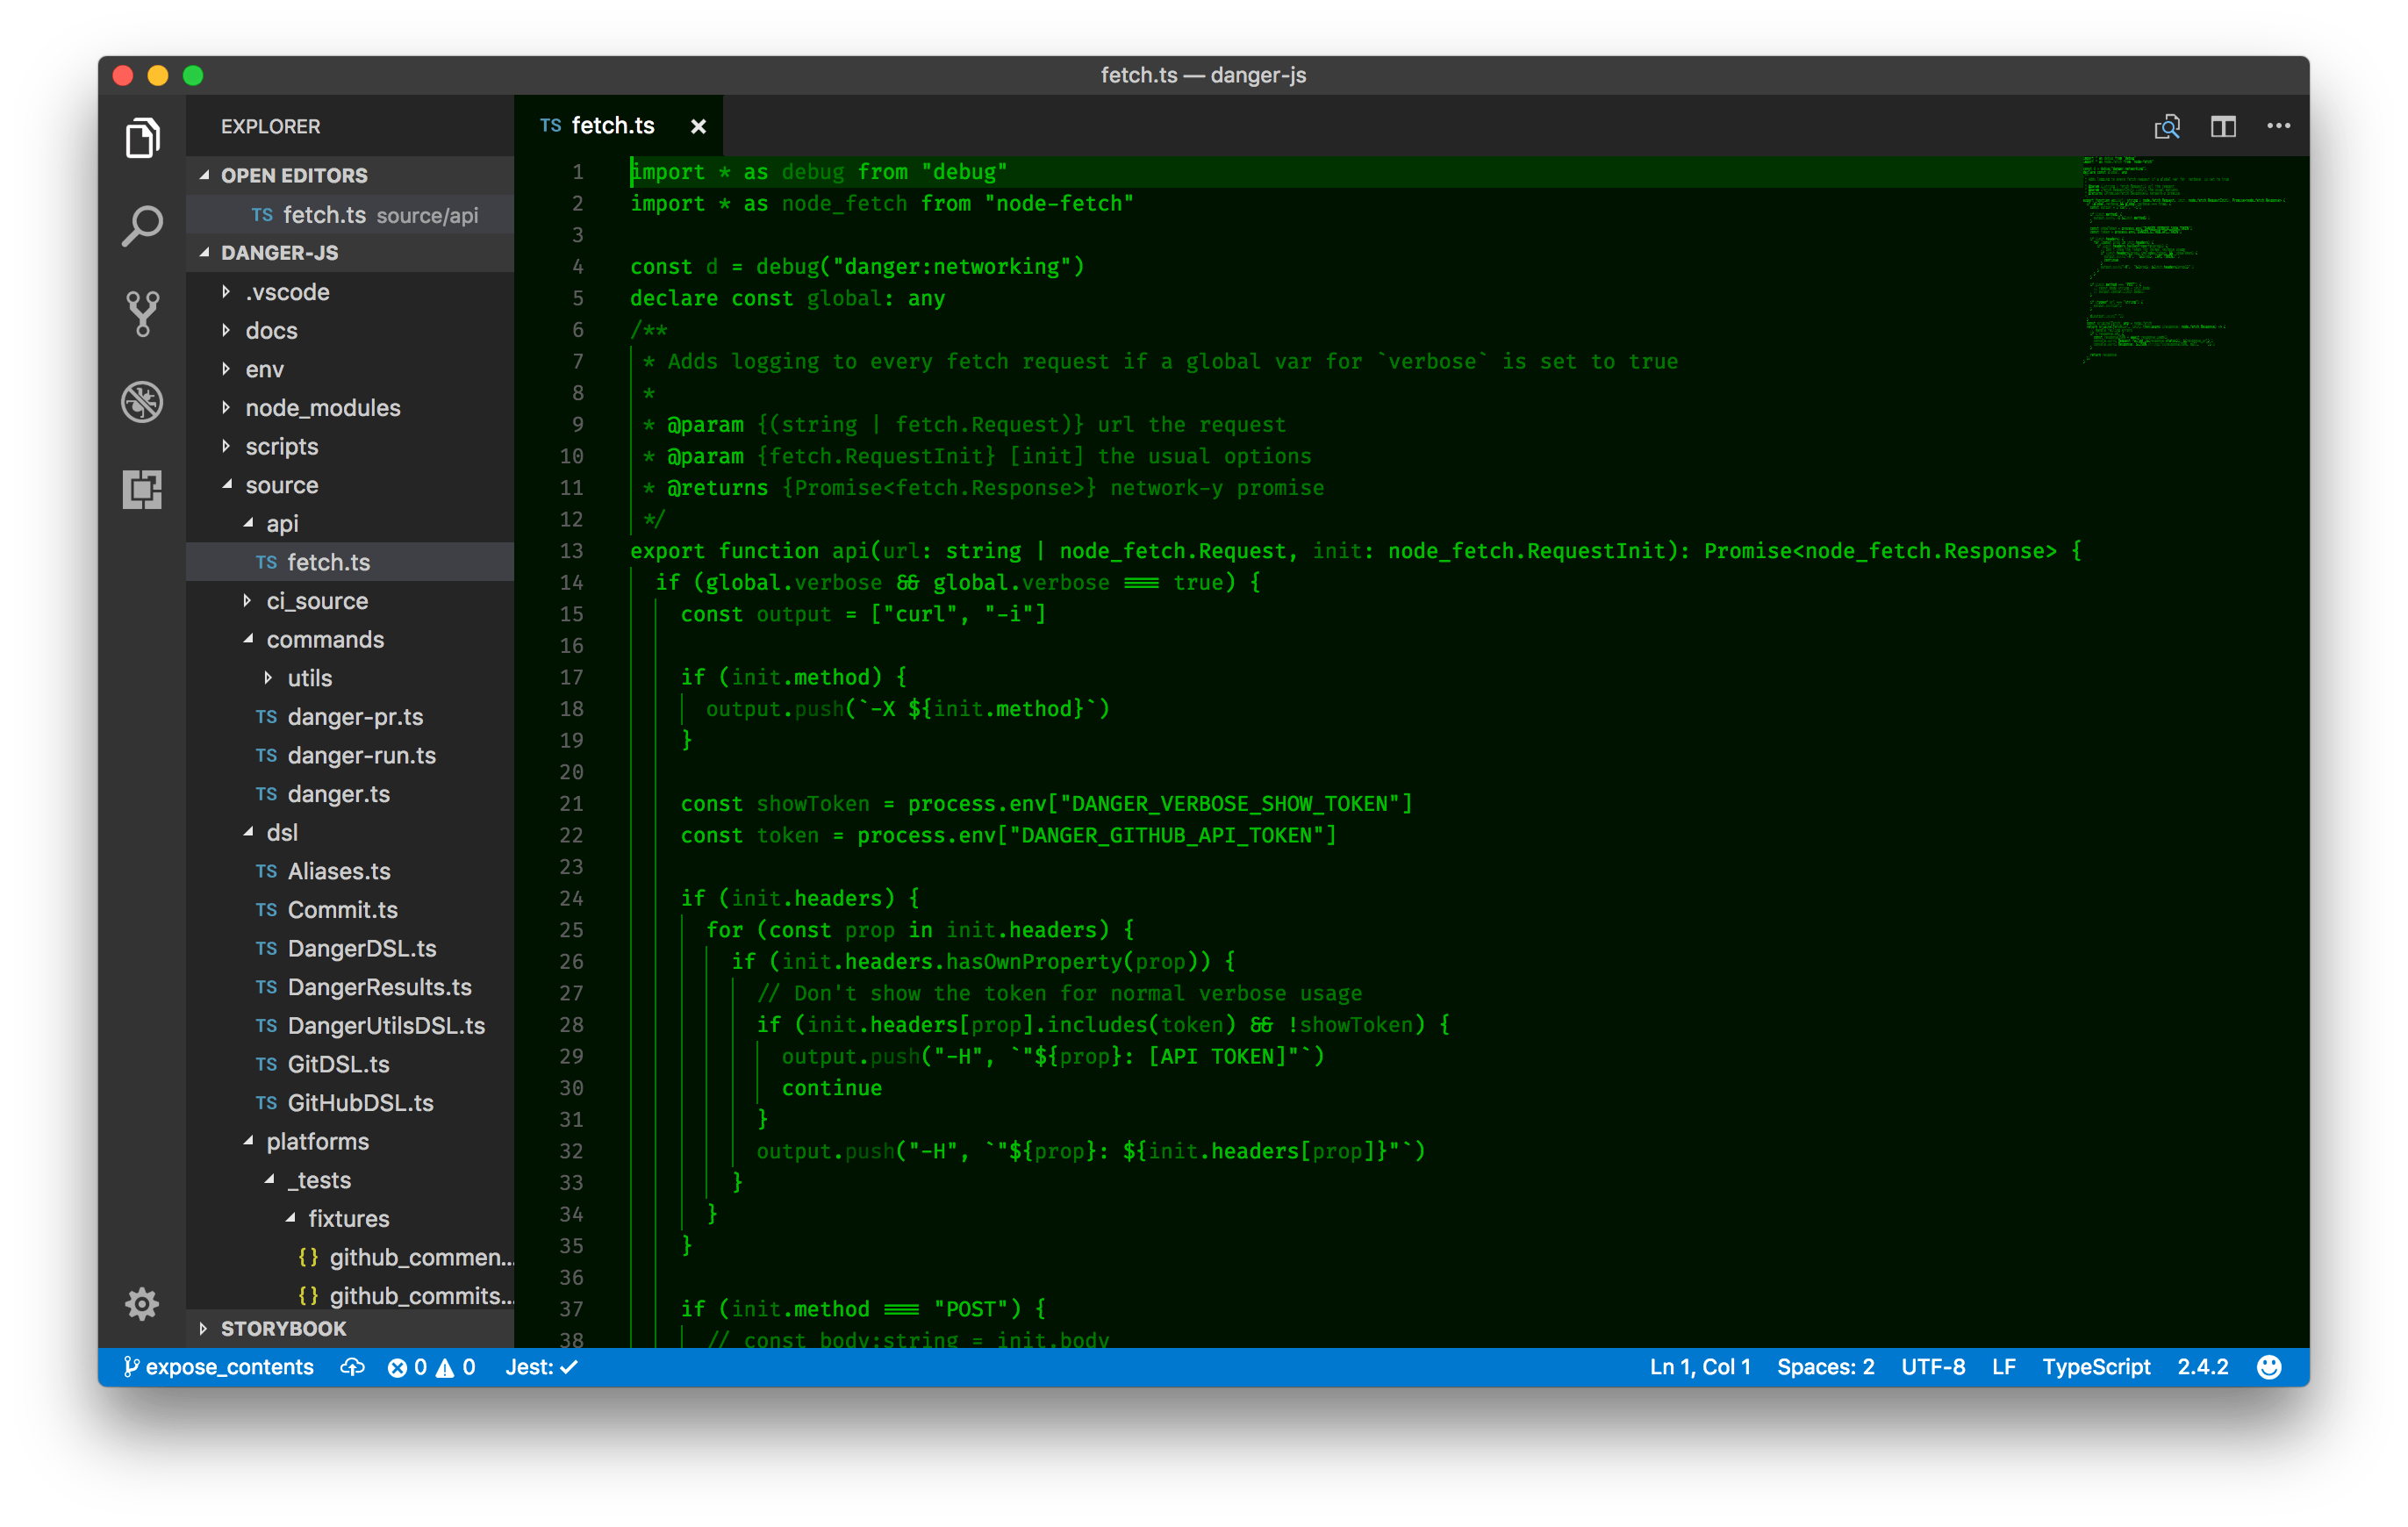 fetch.ts — danger-js
EXPLORER
OPEN EDITORS
TS fetch.ts source/api
DANGER-JS
.vscode
docs
env
node_modules
scripts
source
api
TS fetch.ts
ci_source
commands
utils
TS danger-pr.ts
TS danger-run.ts
TS danger.ts
dsl
TS Aliases.ts
TS Commit.ts
TS DangerDSL.ts
TS DangerResults.ts
TS DangerUtilsDSL.ts
TS GitDSL.ts
TS GitHubDSL.ts
platforms
_tests
fixtures
{} github_commen...
{} github_commits...
STORYBOOK
TS fetch.ts
1 import * as debug from "debug"
2 import * as node_fetch from "node-fetch"
3
4 const d = debug("danger:networking")
5 declare const global: any
6 /**
7 * Adds logging to every fetch request if a global var for `verbose` is set to true
8 *
9 * @param {(string | fetch.Request)} url the request
10 * @param {fetch.RequestInit} [init] the usual options
11 * @returns {Promise<fetch.Response>} network-y promise
12 */
13 export function api(url: string | node_fetch.Request, init: node_fetch.RequestInit): Promise<node_fetch.Response> {
14 if (global.verbose && global.verbose === true) {
15 const output = ["curl", "-i"]
16
17 if (init.method) {
18 output.push(`-X ${init.method}`)
19 }
20
21 const showToken = process.env["DANGER_VERBOSE_SHOW_TOKEN"]
22 const token = process.env["DANGER_GITHUB_API_TOKEN"]
23
24 if (init.headers) {
25 for (const prop in init.headers) {
26 if (init.headers.hasOwnProperty(prop)) {
27 // Don't show the token for normal verbose usage
28 if (init.headers[prop].includes(token) && !showToken) {
29 output.push("-H", `"${prop}: [API TOKEN]"`)
30 continue
31 }
32 output.push("-H", `"${prop}: ${init.headers[prop]}"`)
33 }
34 }
35 }
36
37 if (init.method === "POST") {
38 // const body:string = init.body
expose_contents 0 0 Jest: ✓
Ln 1, Col 1 Spaces: 2 UTF-8 LF TypeScript 2.4.2